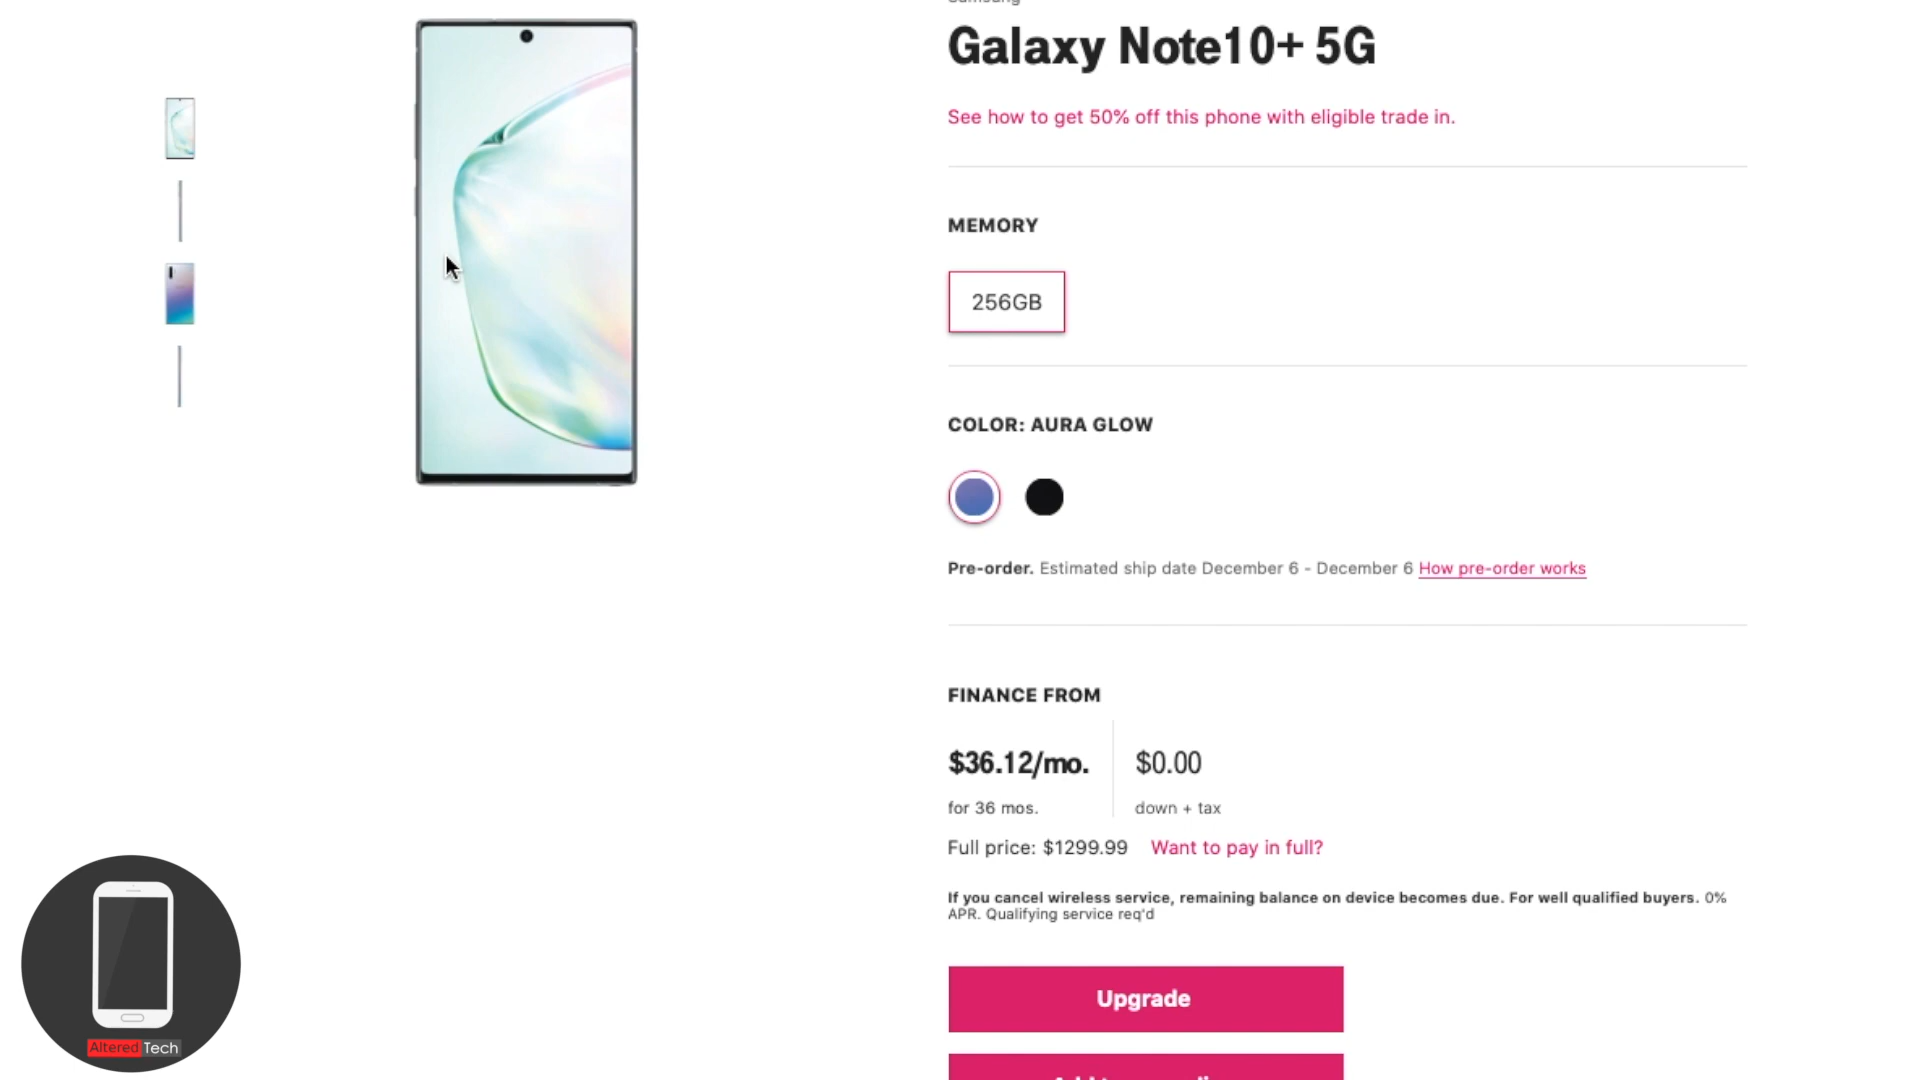 Samsung
Galaxy Note10+ 5G
See how to get 50% off this phone with eligible trade in.
MEMORY
256GB
COLOR: AURA GLOW
Pre-order. Estimated ship date December 6 - December 6 How pre-order works
FINANCE FROM
$36.12/mo.
$0.00
for 36 mos.
down + tax
Full price: $1299.99 Want to pay in full?
If you cancel wireless service, remaining balance on device becomes due. For well qualified buyers. 0%
APR. Qualifying service req'd
Upgrade
Altered Tech